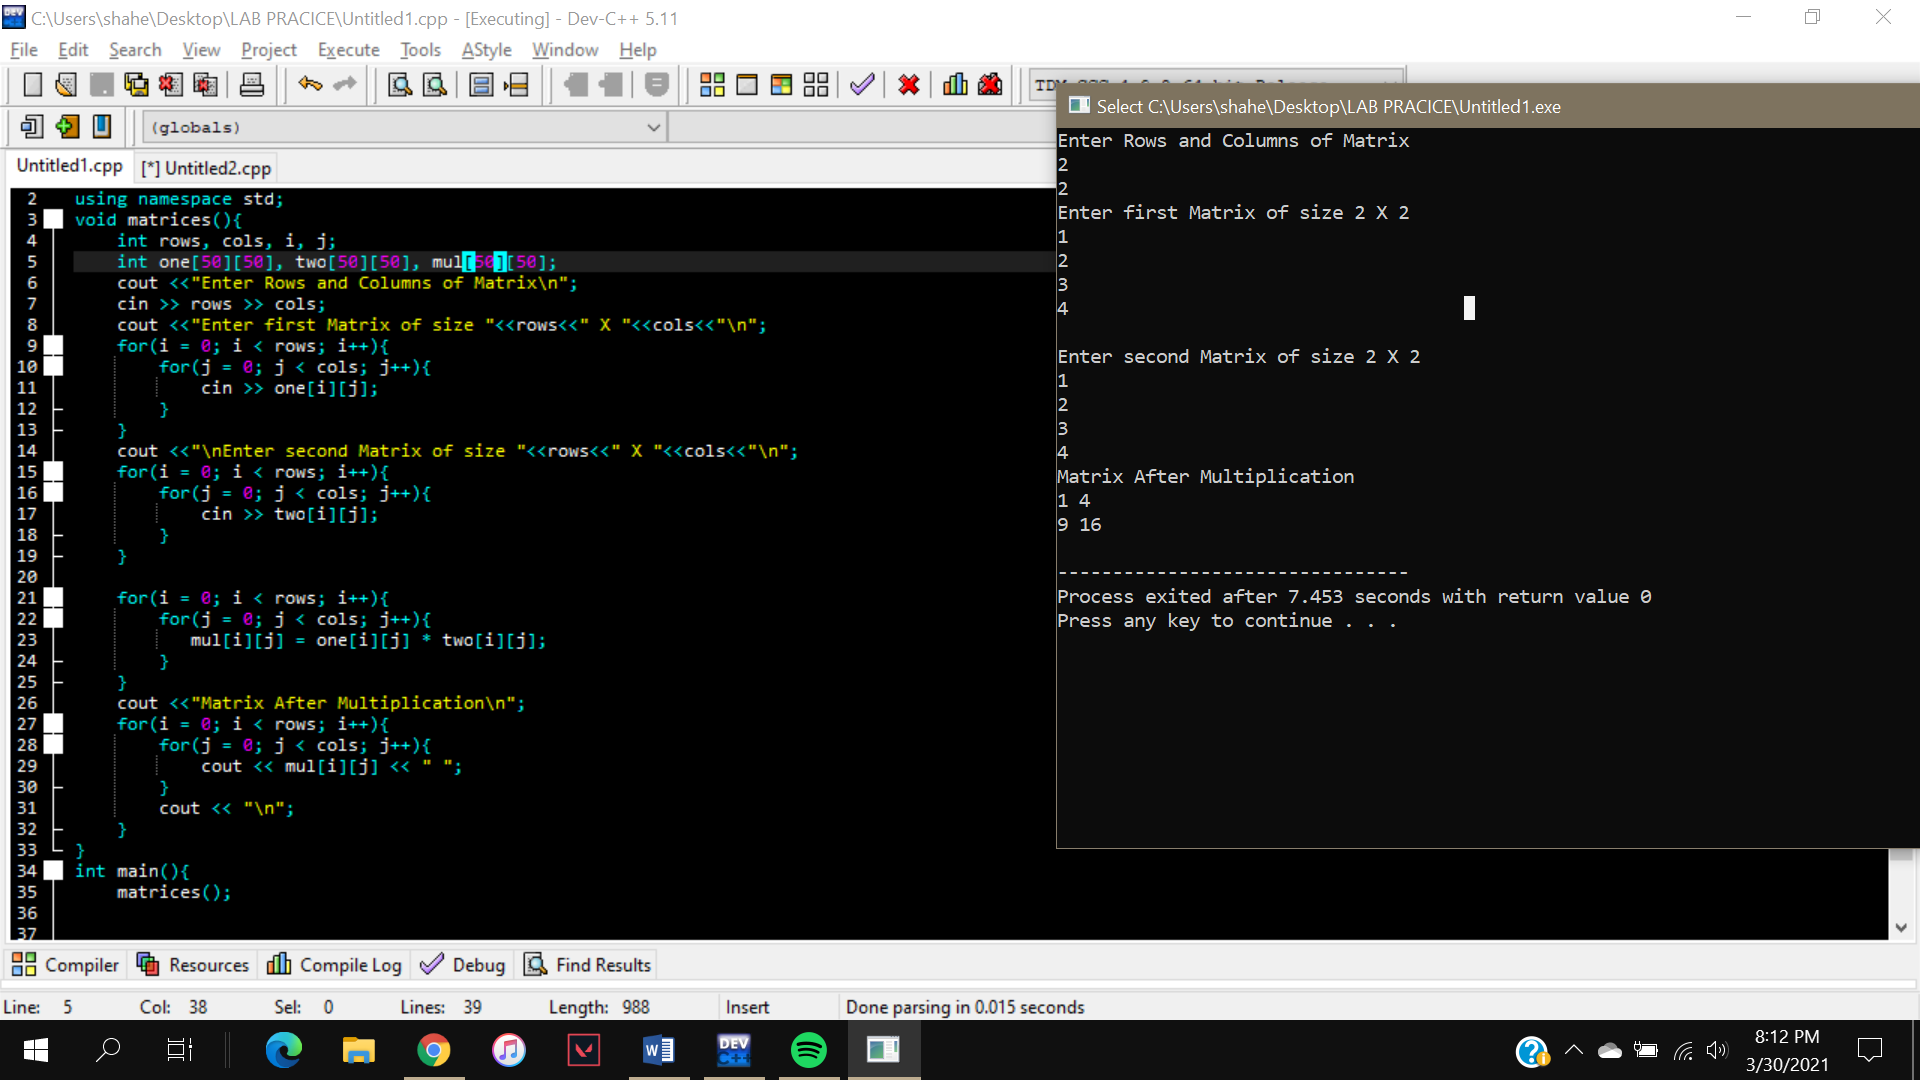 C:\Users\shahe\Desktop\LAB PRACICE\Untitled1.cpp - [Executing] - Dev-C++ 5.11
File Edit Search View Project Execute Tools AStyle Window Help
(globals)
Untitled1.cpp [*] Untitled2.cpp
2 using namespace std;
3 void matrices(){
4 int rows, cols, i, j;
5 int one[50][50], two[50][50], mul[50][50];
6 cout <<"Enter Rows and Columns of Matrix\n";
7 cin >> rows >> cols;
8 cout <<"Enter first Matrix of size "<<rows<<" X "<<cols<<"\n";
9 for(i = 0; i < rows; i++){
10 for(j = 0; j < cols; j++){
11 cin >> one[i][j];
12 }
13 }
14 cout <<"\nEnter second Matrix of size "<<rows<<" X "<<cols<<"\n";
15 for(i = 0; i < rows; i++){
16 for(j = 0; j < cols; j++){
17 cin >> two[i][j];
18 }
19 }
20
21 for(i = 0; i < rows; i++){
22 for(j = 0; j < cols; j++){
23 mul[i][j] = one[i][j] * two[i][j];
24 }
25 }
26 cout <<"Matrix After Multiplication\n";
27 for(i = 0; i < rows; i++){
28 for(j = 0; j < cols; j++){
29 cout << mul[i][j] << " ";
30 }
31 cout << "\n";
32 }
33 }
34 int main(){
35 matrices();
36
37
Select C:\Users\shahe\Desktop\LAB PRACICE\Untitled1.exe
Enter Rows and Columns of Matrix
2
2
Enter first Matrix of size 2 X 2
1
2
3
4
Enter second Matrix of size 2 X 2
1
2
3
4
Matrix After Multiplication
1 4
9 16
--------------------------------
Process exited after 7.453 seconds with return value 0
Press any key to continue . . .
Compiler Resources Compile Log Debug Find Results
Line: 5 Col: 38 Sel: 0 Lines: 39 Length: 988 Insert Done parsing in 0.015 seconds
DEV C++
8:12 PM
3/30/2021